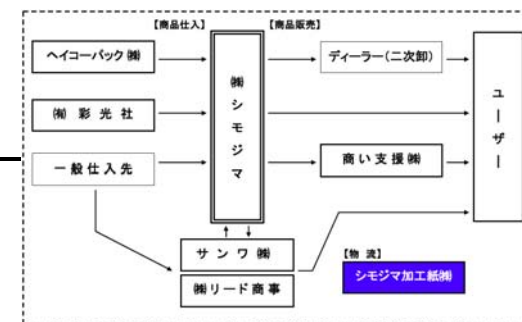 【商品仕入】
【商品販売】
ヘイコーパック㈱
㈲ 彩光社
一般仕入先
㈱シモジマ
ディーラー（二次卸）
商い支援㈱
ユーザー
サンワ㈱
㈱リード商事
【物流】
シモジマ加工紙㈱